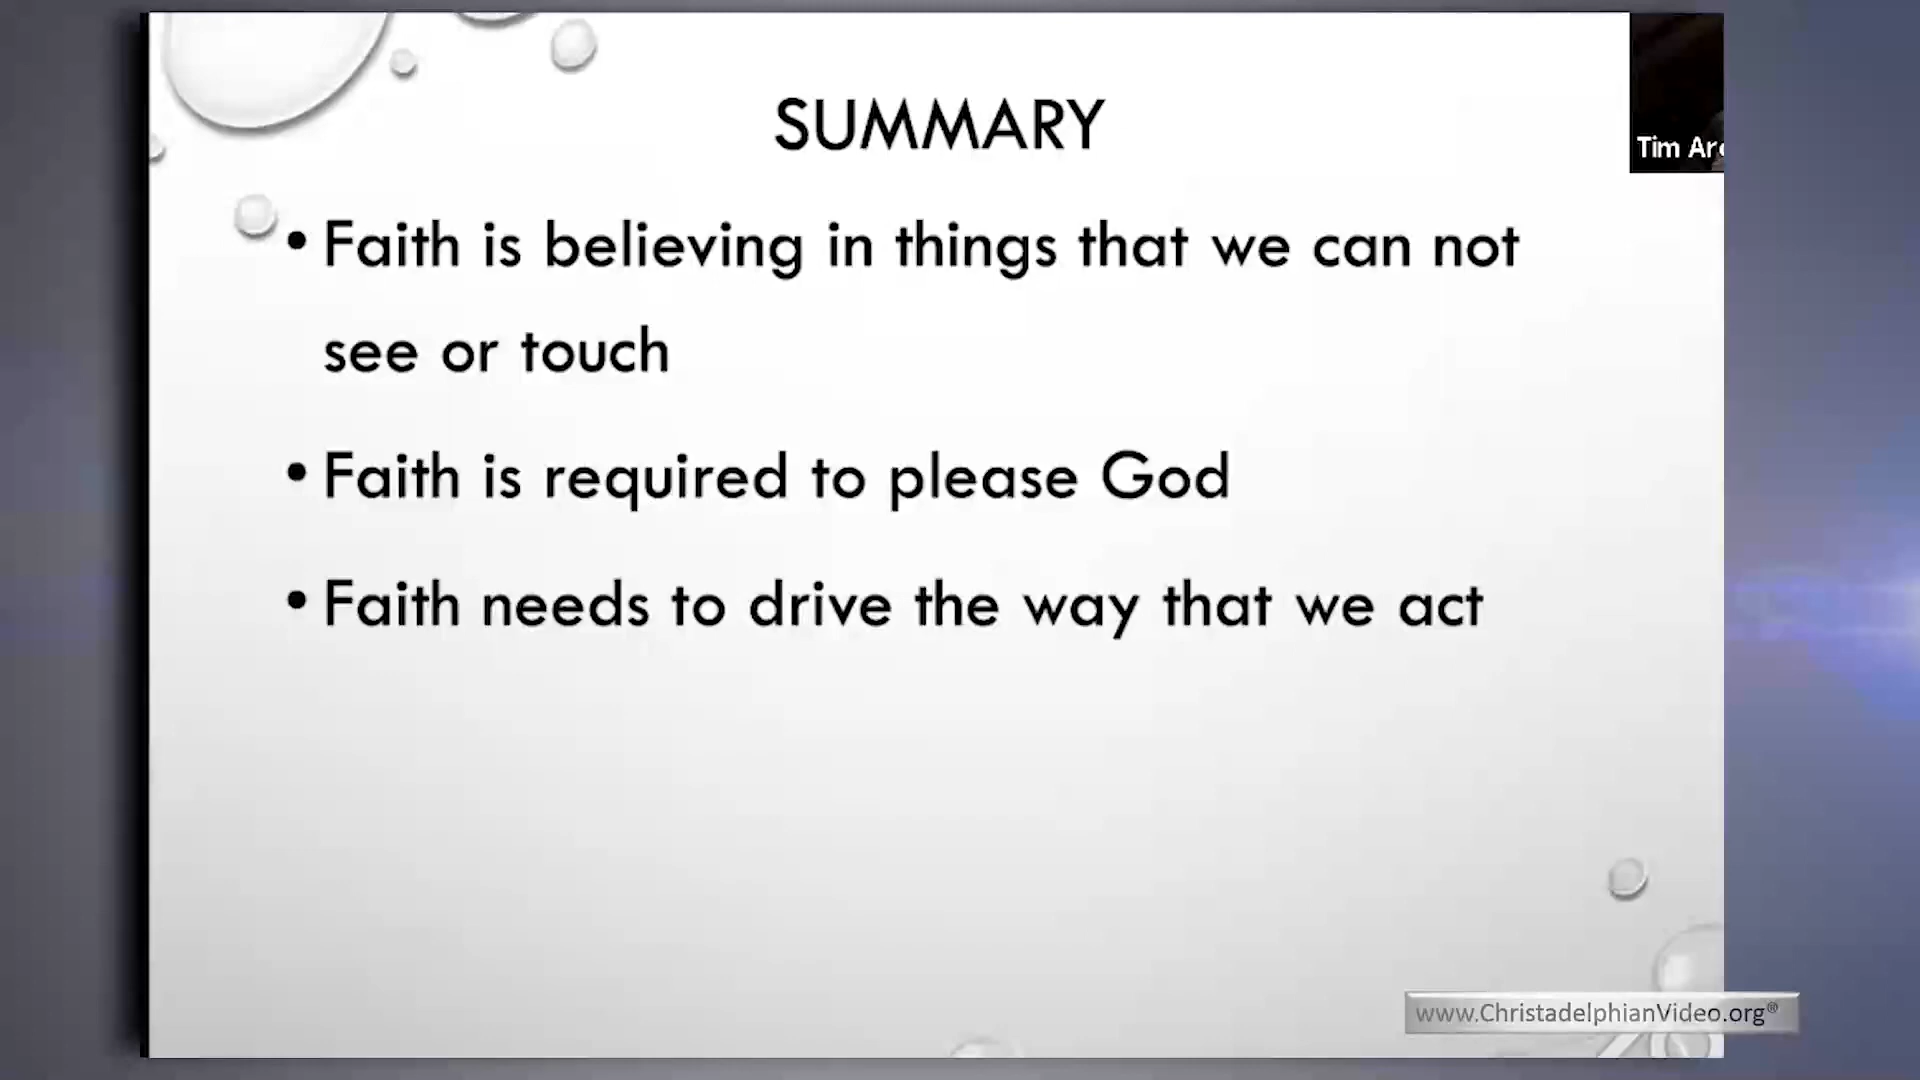 SUMMARY
Tim
• Faith is believing in things that we can not
see or touch
• Faith is required to please God
• Faith needs to drive the way that we act
www.ChristadelphianVideo.org®